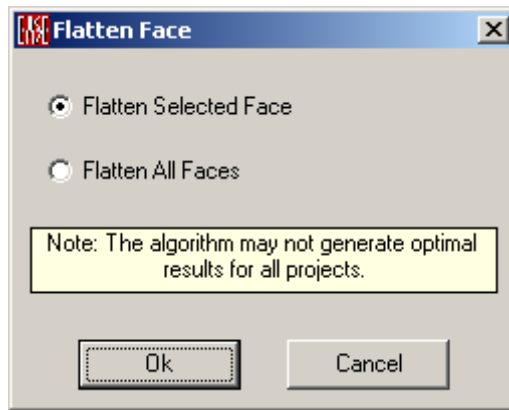 EASE Flatten Face
Flatten Selected Face
Flatten All Faces
Note: The algorithm may not generate optimal
results for all projects.
Ok
Cancel